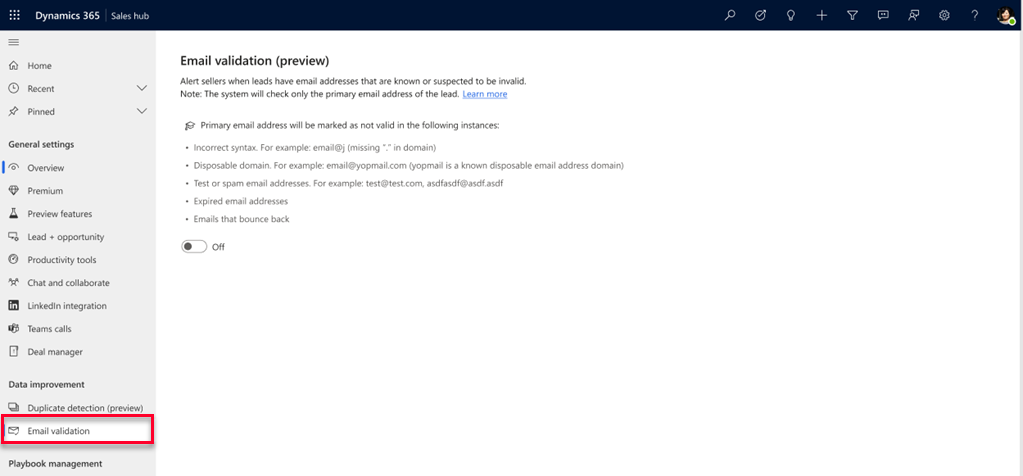 Dynamics 365 Sales hub
Home
Recent
Pinned
General settings
Overview
Premium
Preview features
Lead + opportunity
Productivity tools
Chat and collaborate
LinkedIn integration
Teams calls
Deal manager
Data improvement
Duplicate detection (preview)
Email validation
Playbook management
Email validation (preview)
Alert sellers when leads have email addresses that are known or suspected to be invalid.
Note: The system will check only the primary email address of the lead. Learn more
Primary email address will be marked as not valid in the following instances:
• Incorrect syntax. For example: email@j (missing "." in domain)
• Disposable domain. For example: email@yopmail.com (yopmail is a known disposable email address domain)
• Test or spam email addresses. For example: test@test.com, asdfasdf@asdf.asdf
• Expired email addresses
• Emails that bounce back
Off